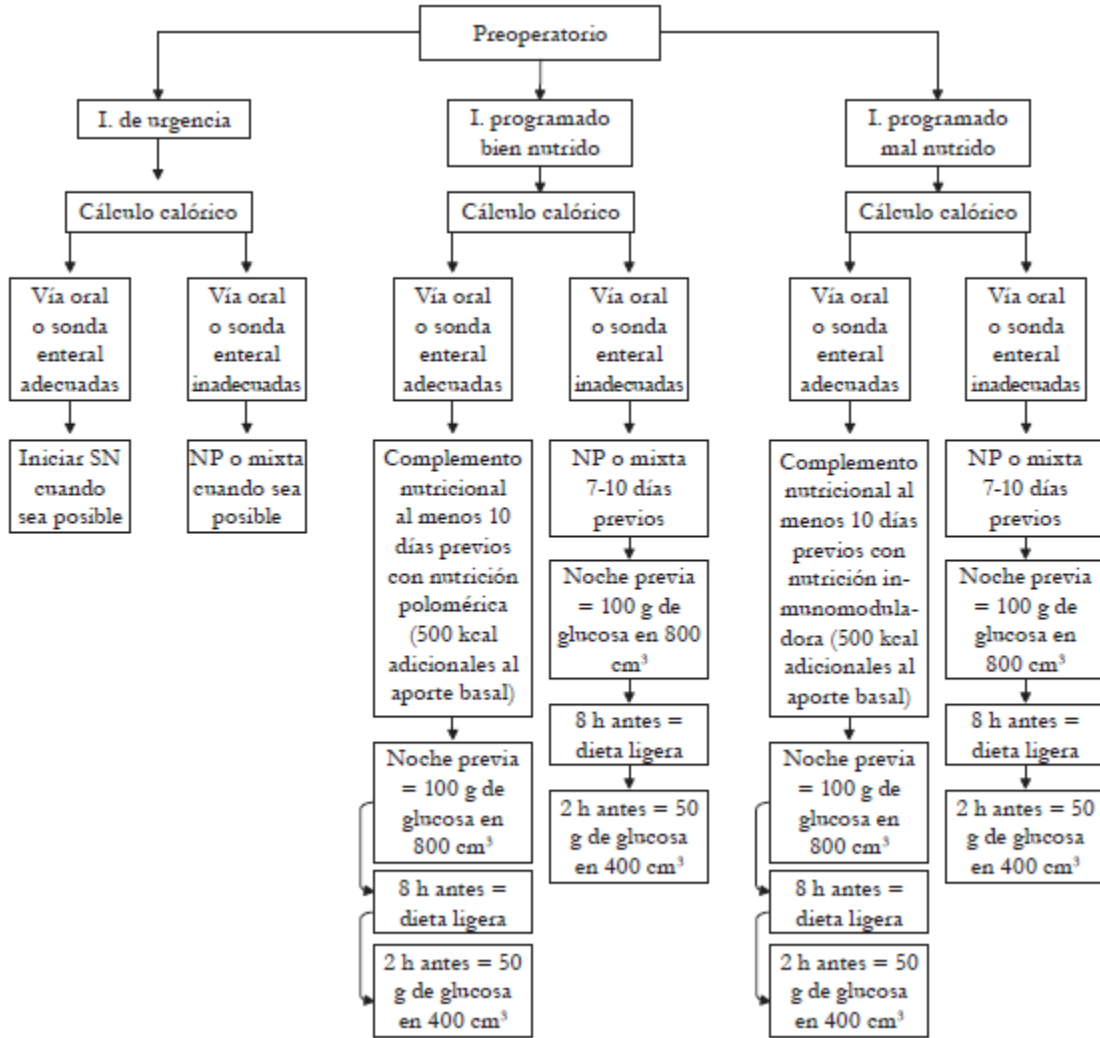 Preoperatorio
I. de urgencia
I. programado
bien nutrido
I. programado
mal nutrido
Cálculo calórico
Cálculo calórico
Cálculo calórico
Vía oral
o sonda
enteral
adecuadas
Vía oral
o sonda
enteral
inadecuadas
Vía oral
o sonda
enteral
adecuadas
Vía oral
o sonda
enteral
inadecuadas
Vía oral
o sonda
enteral
adecuadas
Vía oral
o sonda
enteral
inadecuadas
Iniciar SN
cuando
sea posible
NP o mixta
cuando sea
posible
Complemento
nutricional
al menos 10
días previos
con nutrición
polomérica
(500 kcal
adicionales al
aporte basal)
NP o mixta
7-10 días
previos
Complemento
nutricional al
menos 10 días
previos con
nutrición in-
munomodula-
dora (500 kcal
adicionales al
aporte basal)
NP o mixta
7-10 días
previos
Noche previa
= 100 g de
glucosa en 800
cm³
Noche previa
= 100 g de
glucosa en
800 cm³
8 h antes =
dieta ligera
8 h antes =
dieta ligera
Noche previa
= 100 g de
glucosa en
800 cm³
2 h antes = 50
g de glucosa
en 400 cm³
Noche previa
= 100 g de
glucosa en
800 cm³
2 h antes = 50
g de glucosa
en 400 cm³
8 h antes =
dieta ligera
8 h antes =
dieta ligera
2 h antes = 50
g de glucosa
en 400 cm³
2 h antes = 50
g de glucosa
en 400 cm³